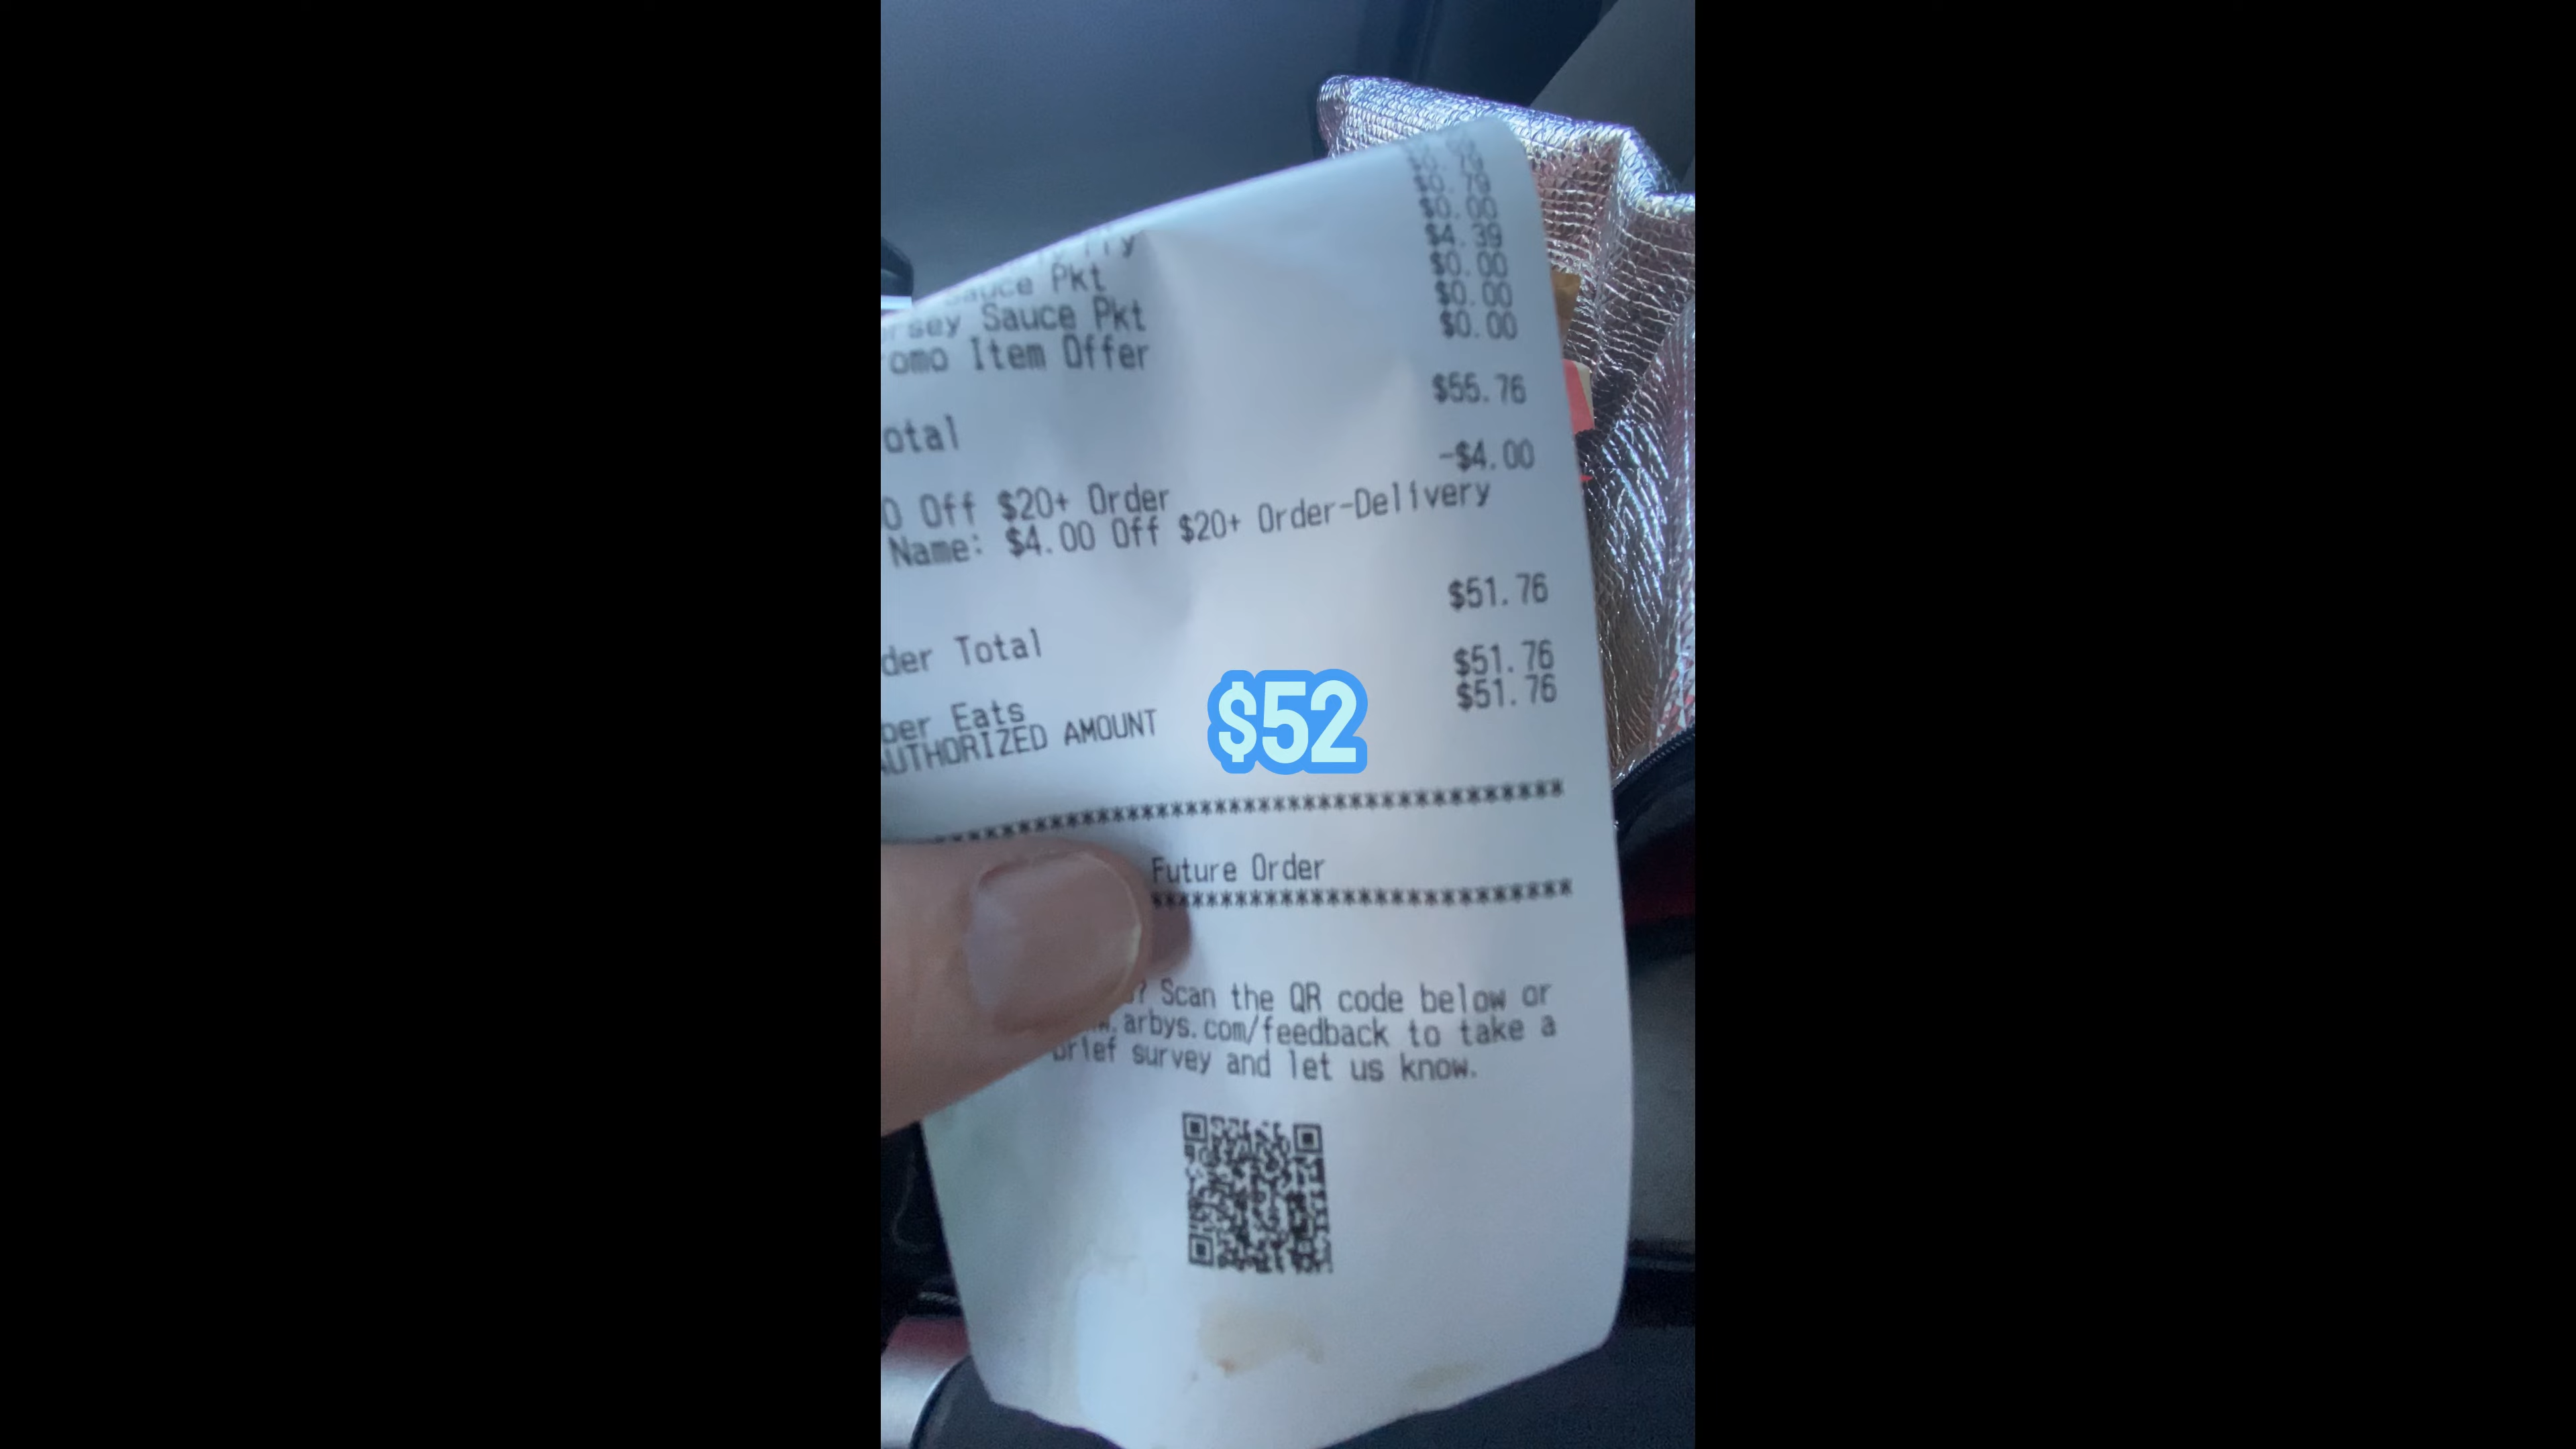 $0.79
$0.00
$4.39
Sauce Pkt $0.00
Sauce Pkt $0.00
Item Offer $0.00
otal $55.76
0 Off $20+ Order -$4.00
Name: $4.00 Off $20+ Order-Delivery
der Total $51.76
Eats $51.76
AUTHORIZED AMOUNT $51.76
$52
************************************
Future Order
****************************
? Scan the QR code below or
arbys.com/feedback to take a
brief survey and let us know.